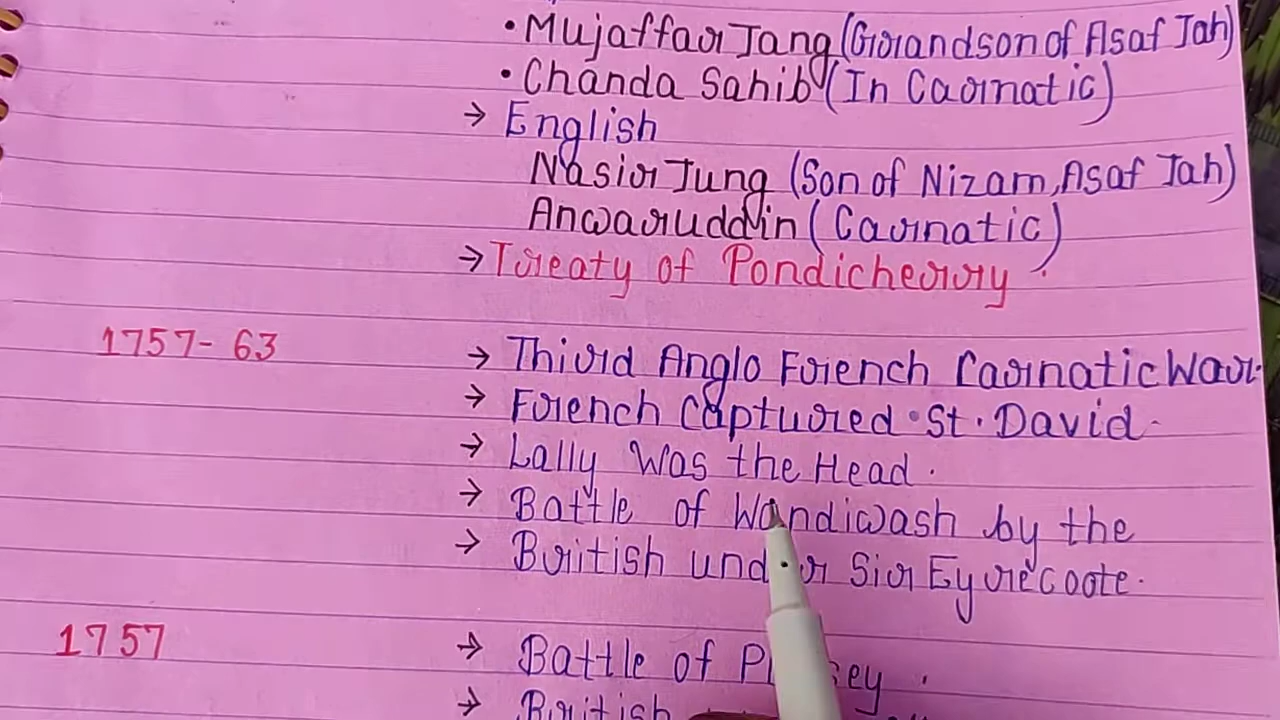 • Mujaffar Jang (Grandson of Asaf Jah)
• Chanda Sahib (In Carnatic)
→ English
Nasir Jung (Son of Nizam, Asaf Jah)
Anwaruddin (Carnatic)
→ Treaty of Pondicherry.
1757-63 → Third Anglo French Carnatic War.
→ French Captured St. David.
→ Lally Was the Head.
→ Battle of Wandiwash by the
→ British under Sir Eyrecoote.
1757 → Battle of Plassey.
→ British